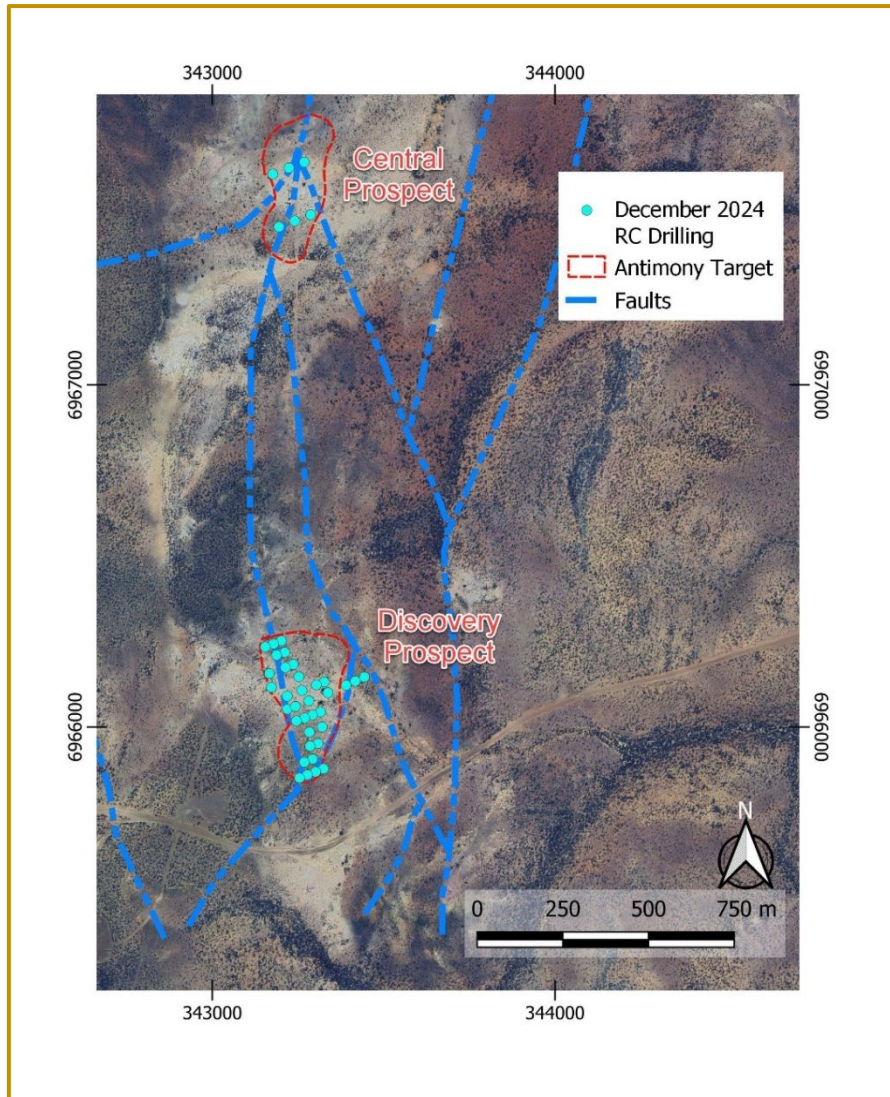 343000
344000
Central
Prospect
December 2024
RC Drilling
Antimony Target
Faults
6967000
6967000
Discovery
Prospect
6966000
6966000
N
0 250 500 750 m
343000
344000